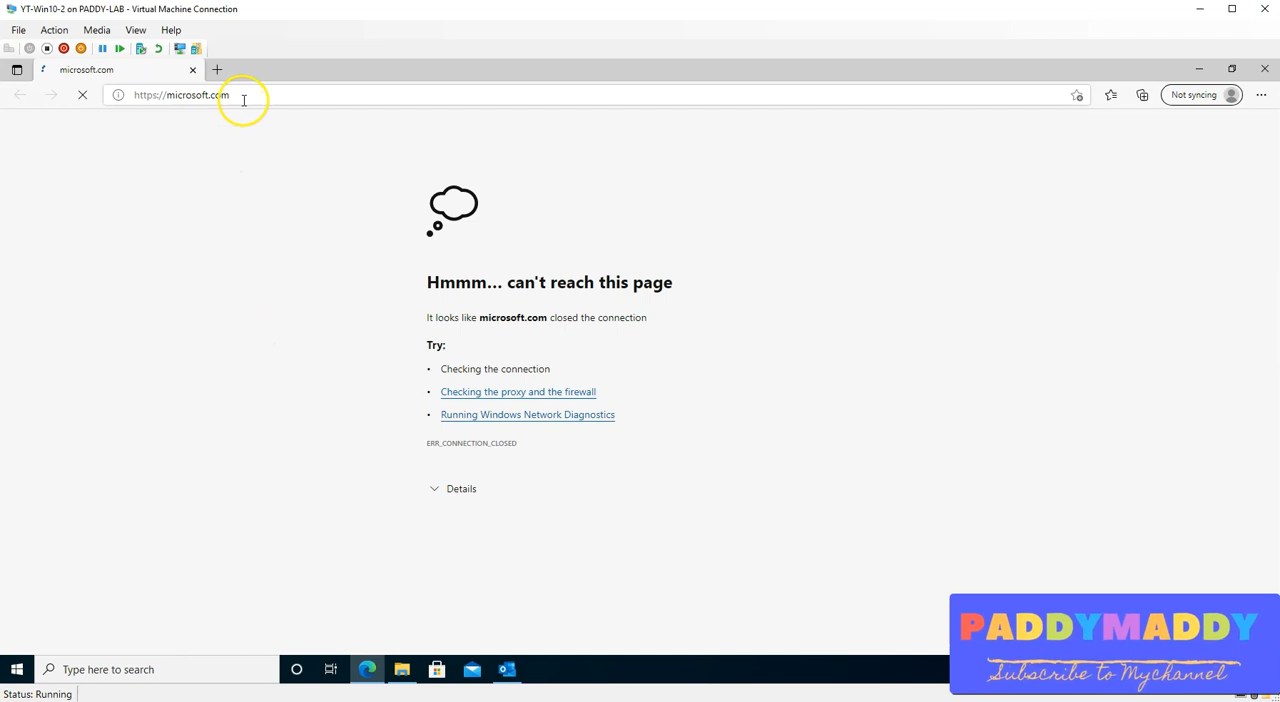 YT-Win10-2 on PADDY-LAB - Virtual Machine Connection
File Action Media View Help
microsoft.com
https://microsoft.com
Not syncing
Hmmm... can't reach this page
It looks like microsoft.com closed the connection
Try:
• Checking the connection
• Checking the proxy and the firewall
• Running Windows Network Diagnostics
ERR_CONNECTION_CLOSED
Details
PADDYMADDY
Subscribe to Mychannel
Type here to search
Status: Running